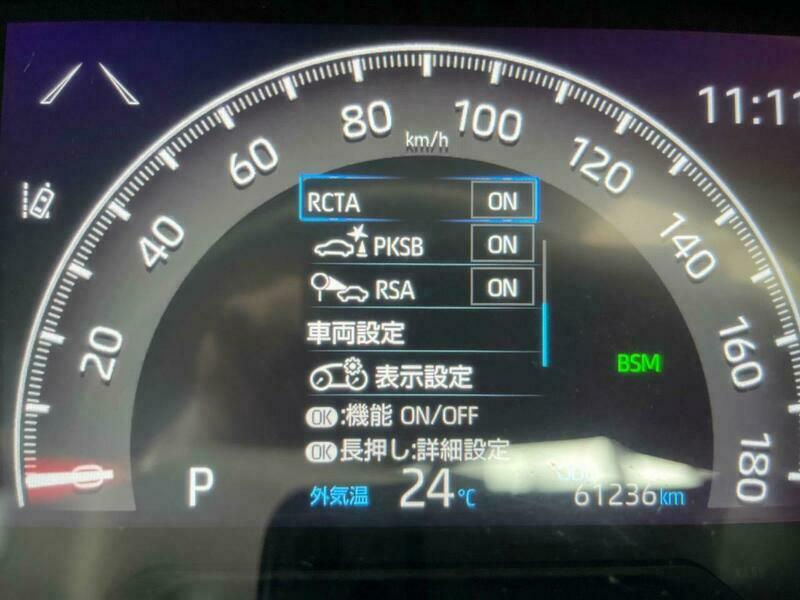 11:11
80
100
km/h
60
120
RCTA ON
40
PKSB ON
140
RSA ON
車両設定
20
160
BSM
表示設定
OK:機能 ON/OFF
OK長押し:詳細設定
0
P
外気温 24℃
61236km
180